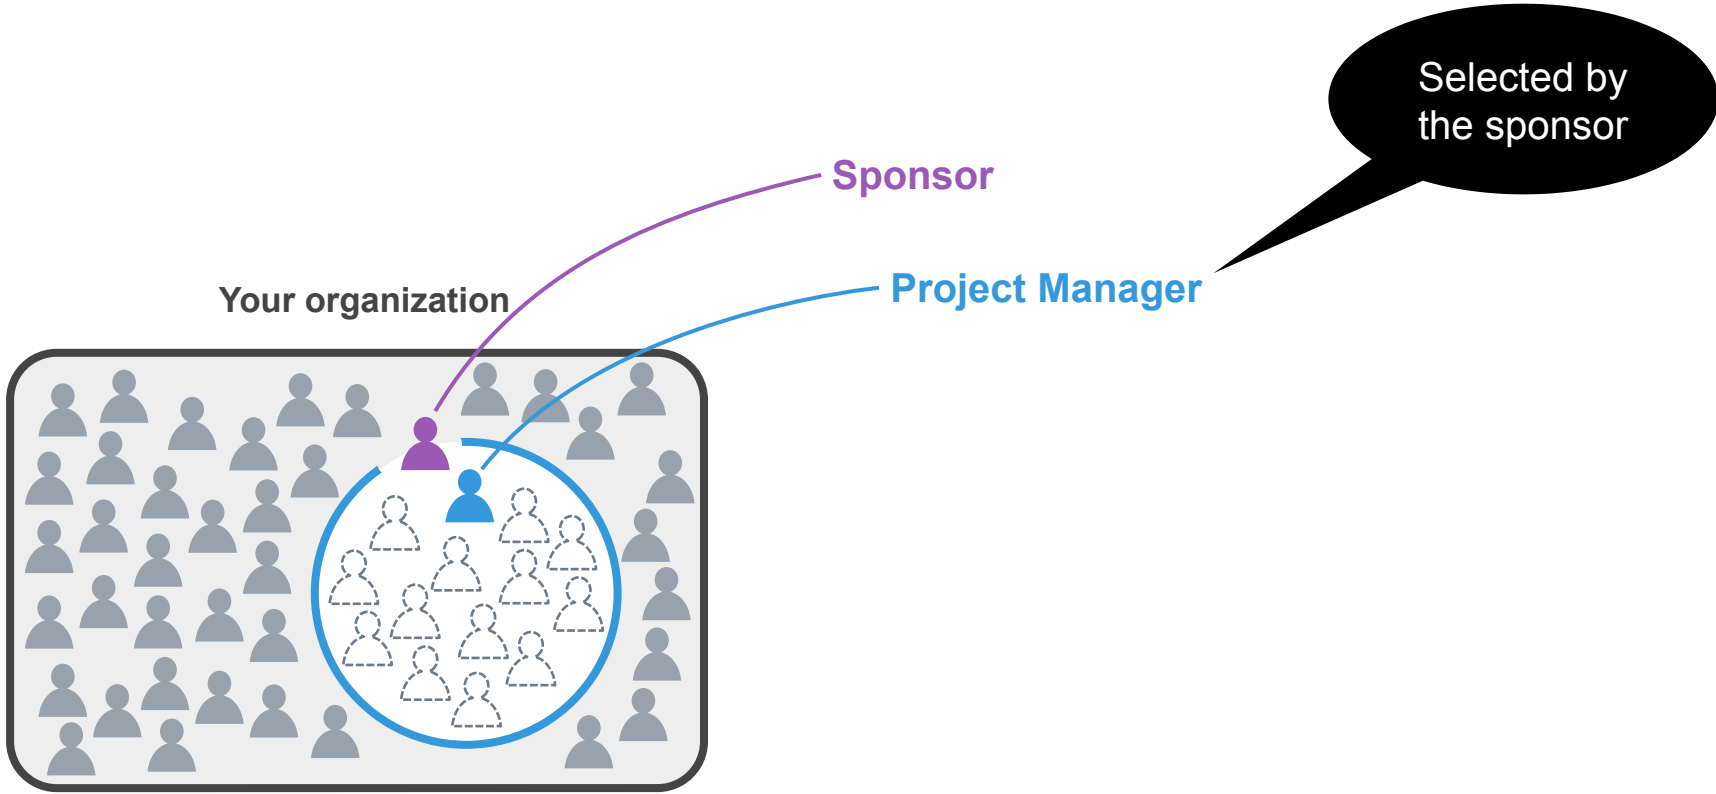 Selected by
the sponsor
Sponsor
Project Manager
Your organization